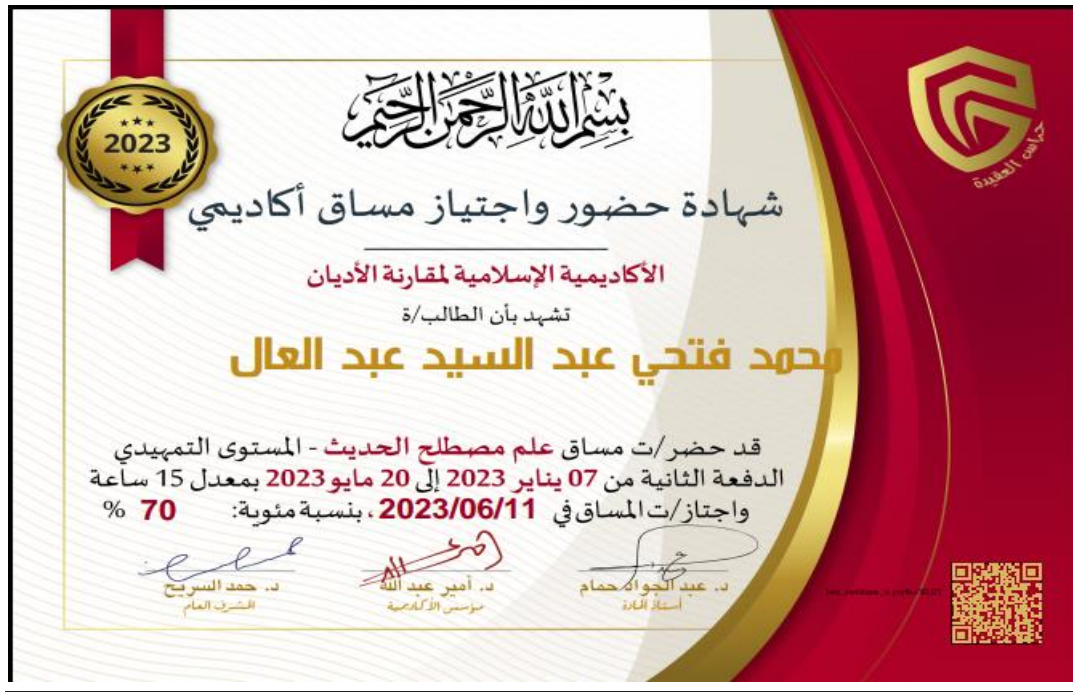 2023
حراس العقيدة
بسم الله الرحمن الرحيم
شهادة حضور واجتياز مساق أكاديمي
الأكاديمية الإسلامية لمقارنة الأديان
تشهد بأن الطالب/ة
محمد فتحي عبد السيد عبد العال
قد حضر/ت مساق علم مصطلح الحديث - المستوى التمهيدي
الدفعة الثانية من 07 يناير 2023 إلى 20 مايو 2023 بمعدل 15 ساعة
واجتاز/ت المساق في 2023/06/11، بنسبة مئوية: 70 %
د. عبد الجواد حمام
أستاذ المادة
د. أمير عبد الله
مؤسس الأكاديمية
د. حمد السريح
المشرف العام